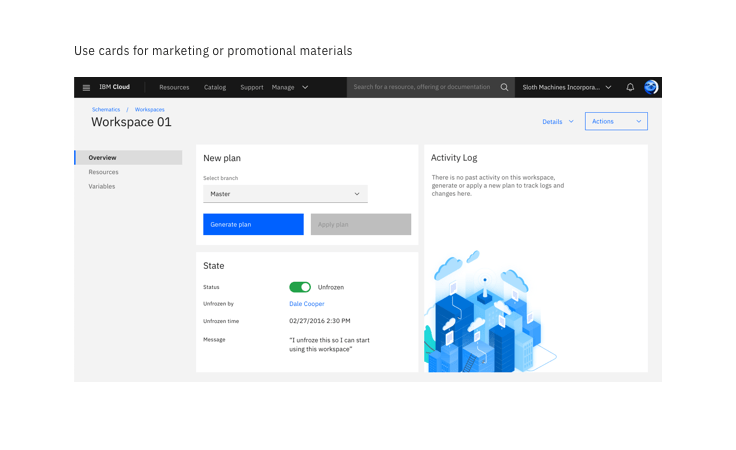 Use cards for marketing or promotional materials
IBM Cloud Resources Catalog Support Manage Search for a resource, offering or documentation Sloth Machines Incorpora...
Schematics / Workspaces
Workspace 01
Details Actions
Overview
Resources
Variables
New plan
Select branch
Master
Generate plan Apply plan
State
Status Unfrozen
Unfrozen by Dale Cooper
Unfrozen time 02/27/2016 2:30 PM
Message "I unfroze this so I can start
using this workspace"
Activity Log
There is no past activity on this workspace,
generate or apply a new plan to track logs and
changes here.